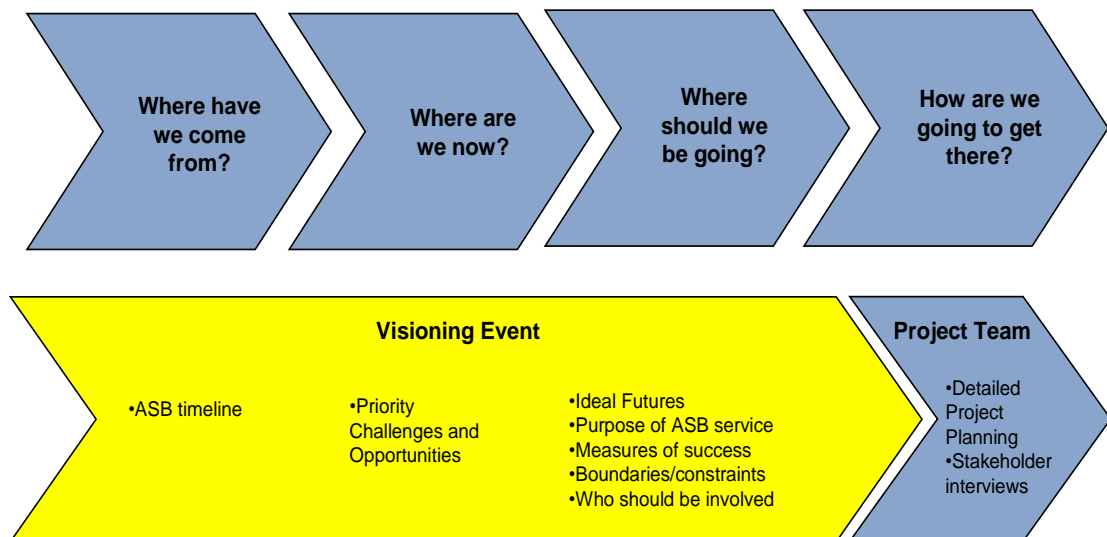 Where have
we come
from?
Where are
we now?
Where
should we
be going?
How are we
going to get
there?
Visioning Event
•ASB timeline
•Priority
Challenges and
Opportunities
•Ideal Futures
•Purpose of ASB service
•Measures of success
•Boundaries/constraints
•Who should be involved
Project Team
•Detailed
Project
Planning
•Stakeholder
interviews